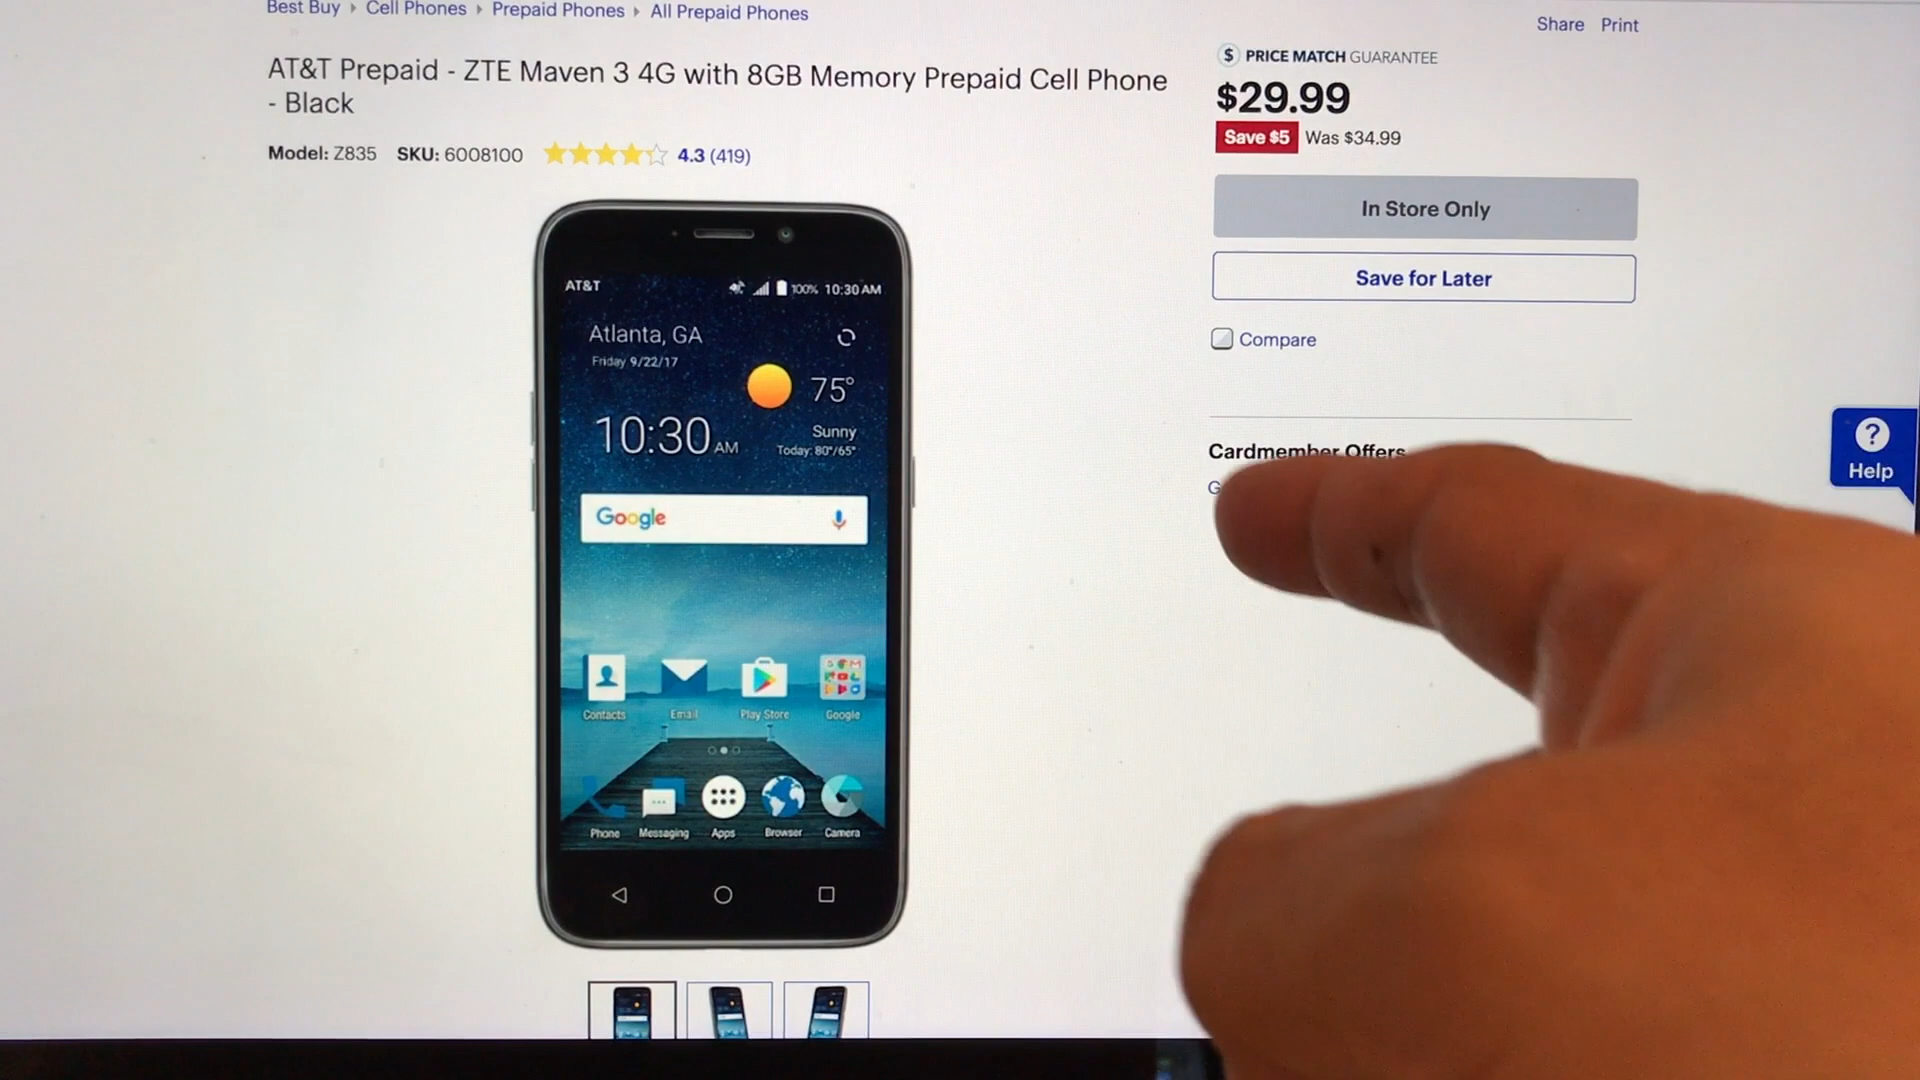 Best Buy Cell Phones Prepaid Phones All Prepaid Phones
Share Print
AT&T Prepaid - ZTE Maven 3 4G with 8GB Memory Prepaid Cell Phone
- Black
Model: Z835 SKU: 6008100 4.3 (419)
$ PRICE MATCH GUARANTEE
$29.99
Save $5 Was $34.99
In Store Only
Save for Later
Compare
Cardmember Offers
G
? Help
AT&T 100% 10:30 AM
Atlanta, GA
Friday 9/22/17
75°
10:30 AM
Sunny
Today: 80°/65°
Google
Contacts Email Play Store Google
Phone Messaging Apps Browser Camera